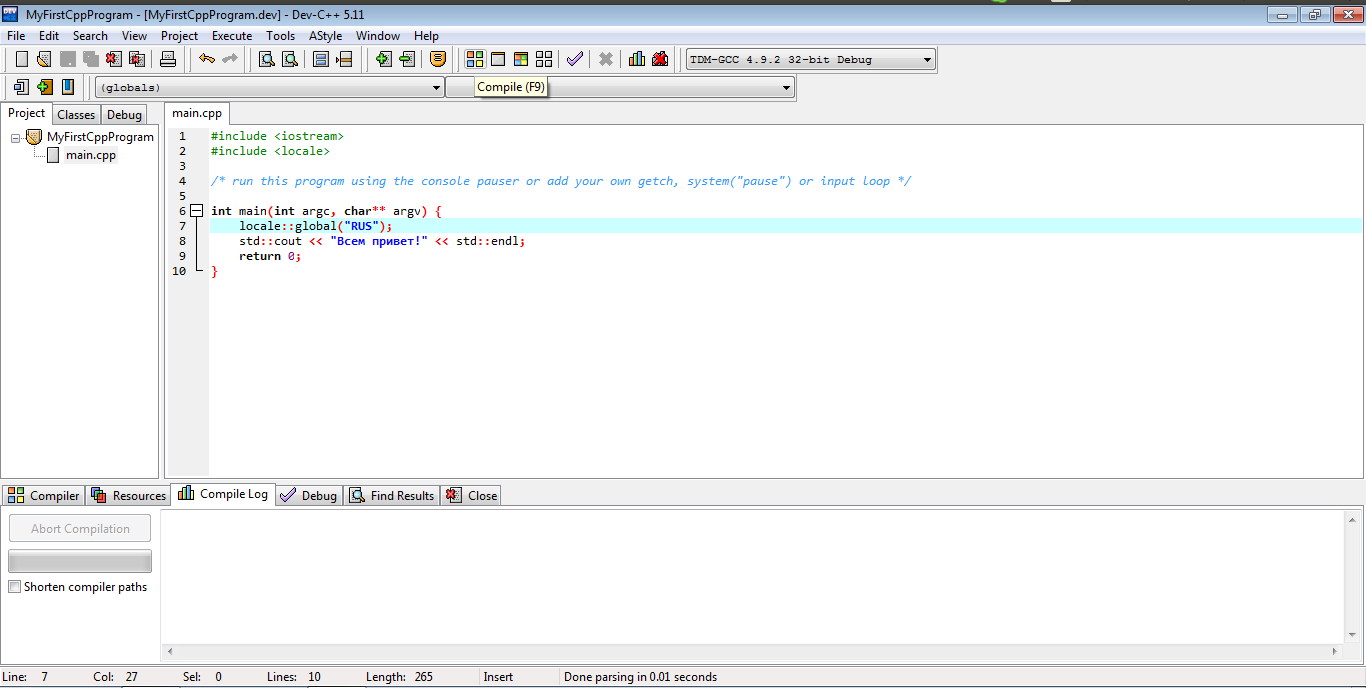 MyFirstCppProgram - [MyFirstCppProgram.dev] - Dev-C++ 5.11
File Edit Search View Project Execute Tools AStyle Window Help
TDM-GCC 4.9.2 32-bit Debug
(globals)
Compile (F9)
Project Classes Debug
main.cpp
MyFirstCppProgram
main.cpp
1 #include <iostream>
2 #include <locale>
3
4 /* run this program using the console pauser or add your own getch, system("pause") or input loop */
5
6 int main(int argc, char** argv) {
7 locale::global("RUS");
8 std::cout << "Всем привет!" << std::endl;
9 return 0;
10 }
Compiler Resources Compile Log Debug Find Results Close
Abort Compilation
Shorten compiler paths
Line: 7 Col: 27 Sel: 0 Lines: 10 Length: 265 Insert Done parsing in 0.01 seconds